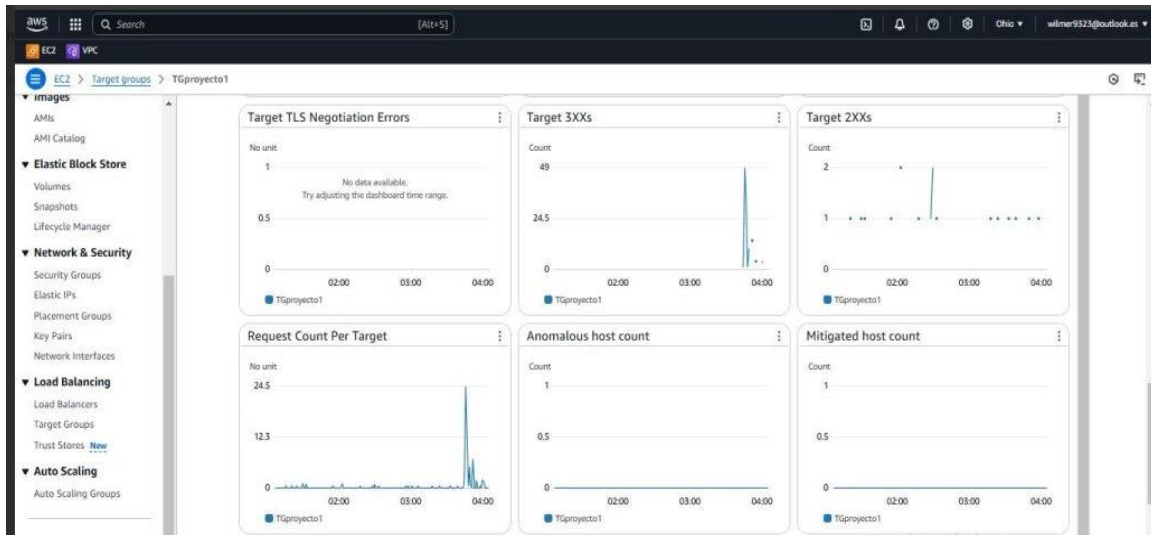 aws
Search
[Alt+S]
Ohio
wilmer9323@outlook.es
EC2
VPC
EC2 > Target groups > TGproyecto1
Images
AMIs
AMI Catalog
Elastic Block Store
Volumes
Snapshots
Lifecycle Manager
Network & Security
Security Groups
Elastic IPs
Placement Groups
Key Pairs
Network Interfaces
Load Balancing
Load Balancers
Target Groups
Trust Stores New
Auto Scaling
Auto Scaling Groups
Target TLS Negotiation Errors
No unit
1
No data available.
Try adjusting the dashboard time range.
0.5
0
02:00 03:00 04:00
TGproyecto1
Target 3XXs
Count
49
24.5
0
02:00 03:00 04:00
TGproyecto1
Target 2XXs
Count
2
1
0
02:00 03:00 04:00
TGproyecto1
Request Count Per Target
No unit
24.5
12.3
0
02:00 03:00 04:00
TGproyecto1
Anomalous host count
Count
1
0.5
0
02:00 03:00 04:00
TGproyecto1
Mitigated host count
Count
1
0.5
0
02:00 03:00 04:00
TGproyecto1